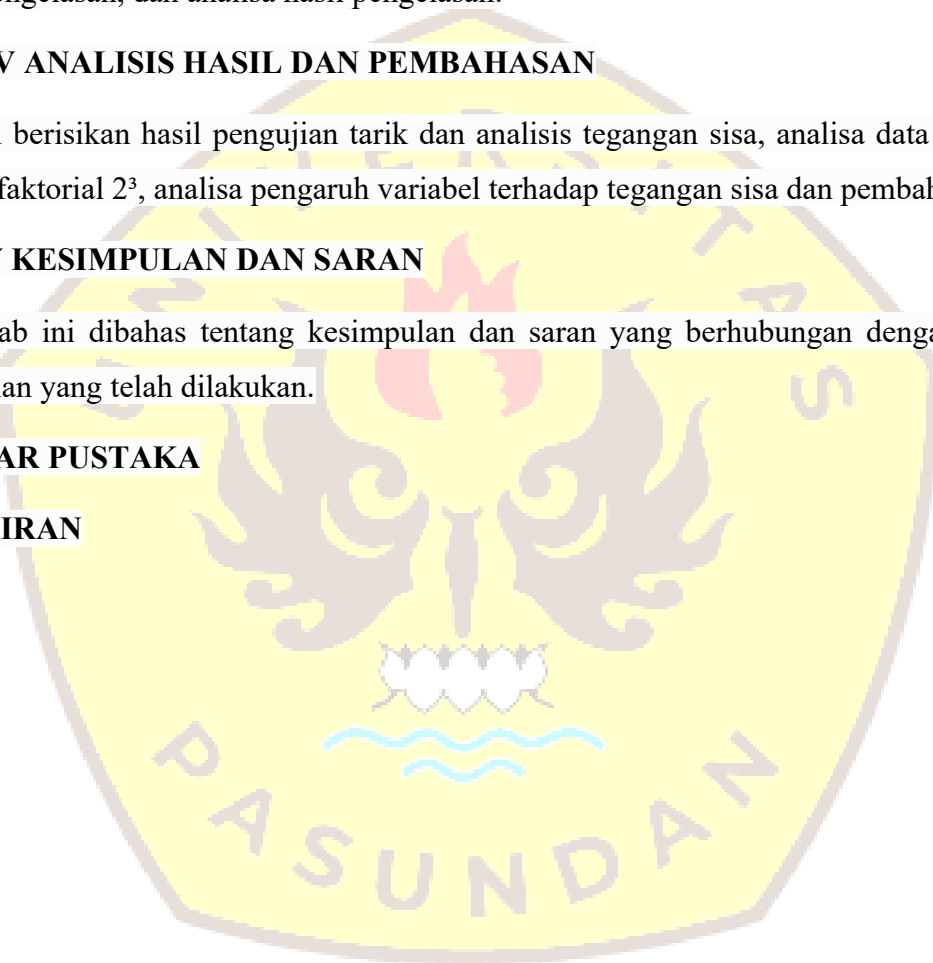 pengelasan, dan analisa hasil pengelasan.
V ANALISIS HASIL DAN PEMBAHASAN
berisikan hasil pengujian tarik dan analisis tegangan sisa, analisa data
faktorial 2³, analisa pengaruh variabel terhadap tegangan sisa dan pembah
KESIMPULAN DAN SARAN
ab ini dibahas tentang kesimpulan dan saran yang berhubungan denga
an yang telah dilakukan.
AR PUSTAKA
IRAN
UNIVERSITAS
PASUNDAN